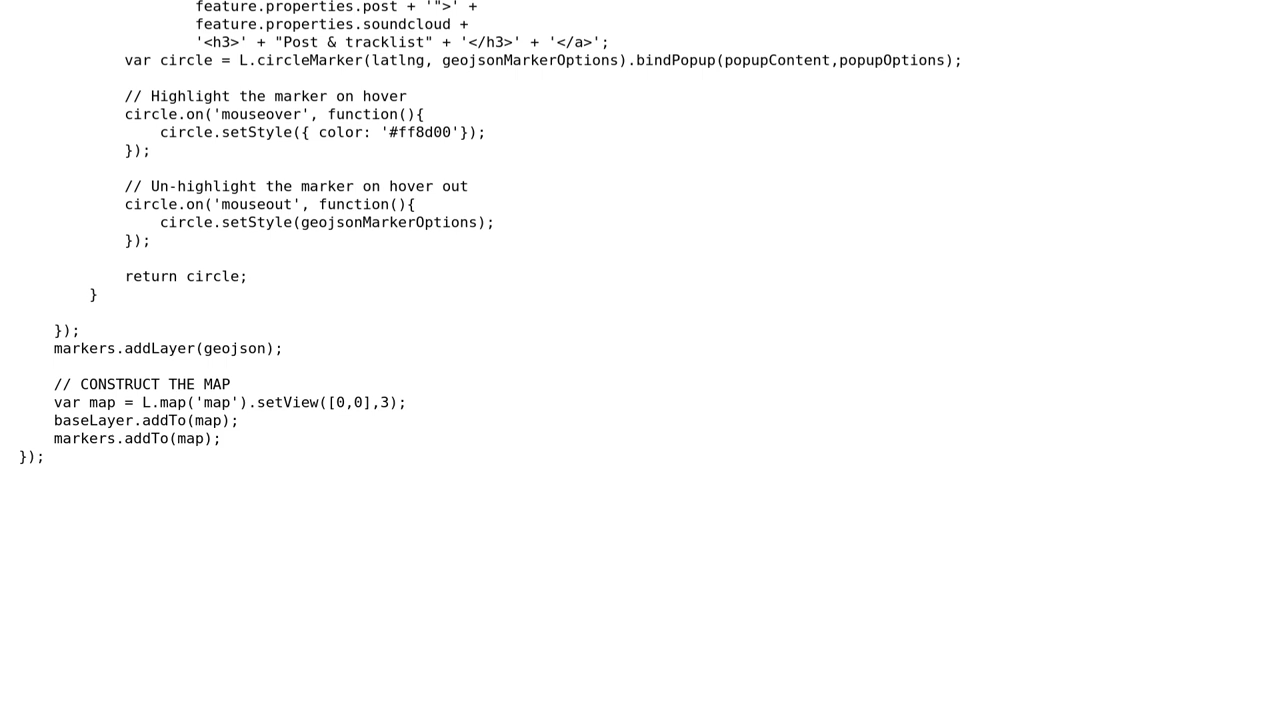 feature.properties.post + '">' +
feature.properties.soundcloud +
'<h3>' + "Post & tracklist" + '</h3>' + '</a>';
var circle = L.circleMarker(latlng, geojsonMarkerOptions).bindPopup(popupContent,popupOptions);
// Highlight the marker on hover
circle.on('mouseover', function(){
circle.setStyle({ color: '#ff8d00'});
});
// Un-highlight the marker on hover out
circle.on('mouseout', function(){
circle.setStyle(geojsonMarkerOptions);
});
return circle;
}
});
markers.addLayer(geojson);
// CONSTRUCT THE MAP
var map = L.map('map').setView([0,0],3);
baseLayer.addTo(map);
markers.addTo(map);
});